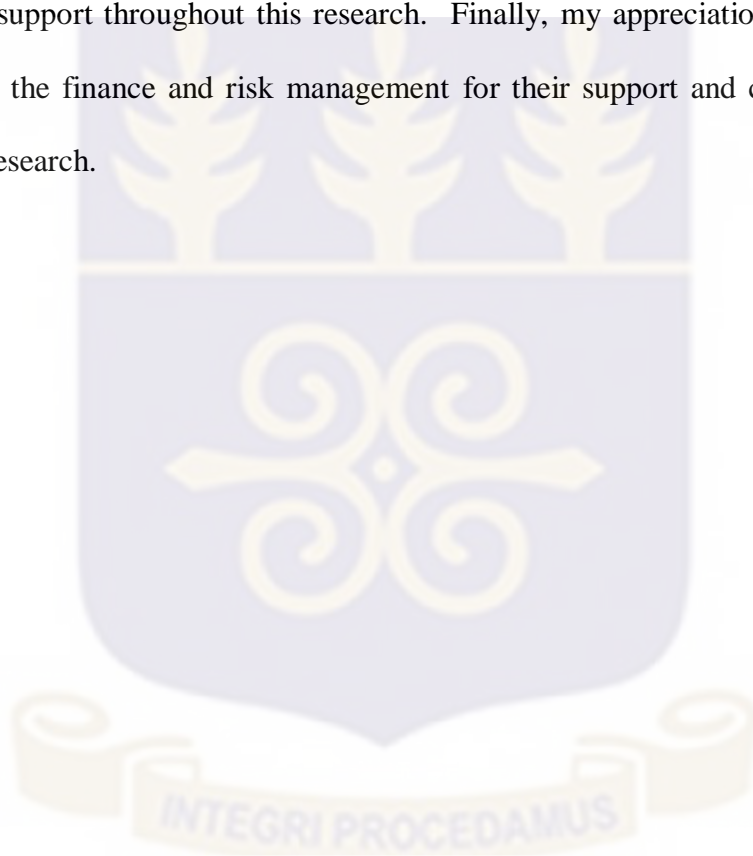 support throughout this research. Finally, my appreciatio
the finance and risk management for their support and
esearch.
INTEGRI PROCEDAMUS